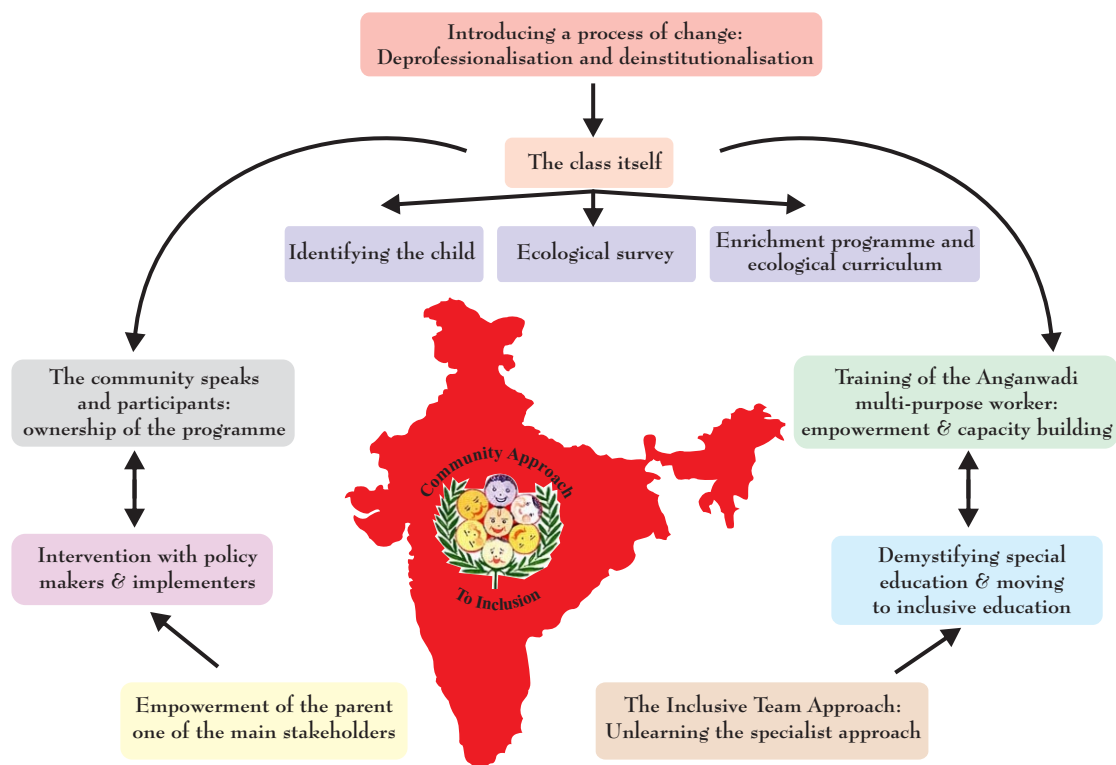 Introducing a process of change:
Deprofessionalisation and deinstitutionalisation
The class itself
Identifying the child
Ecological survey
Enrichment programme and
ecological curriculum
The community speaks
and participants:
ownership of the programme
Training of the Anganwadi
multi-purpose worker:
empowerment & capacity building
Community Approach
To Inclusion
Intervention with policy
makers & implementers
Demystifying special
education & moving
to inclusive education
Empowerment of the parent
one of the main stakeholders
The Inclusive Team Approach:
Unlearning the specialist approach